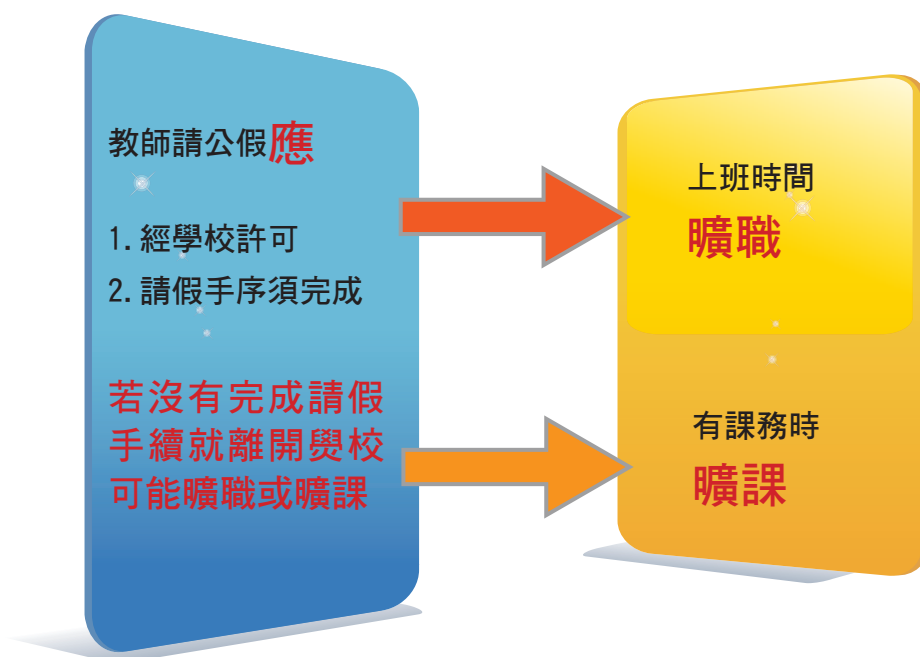 教師請公假應
1. 經學校許可
2. 請假手序須完成
若沒有完成請假
手續就離開學校
可能曠職或曠課
上班時間
曠職
有課務時
曠課